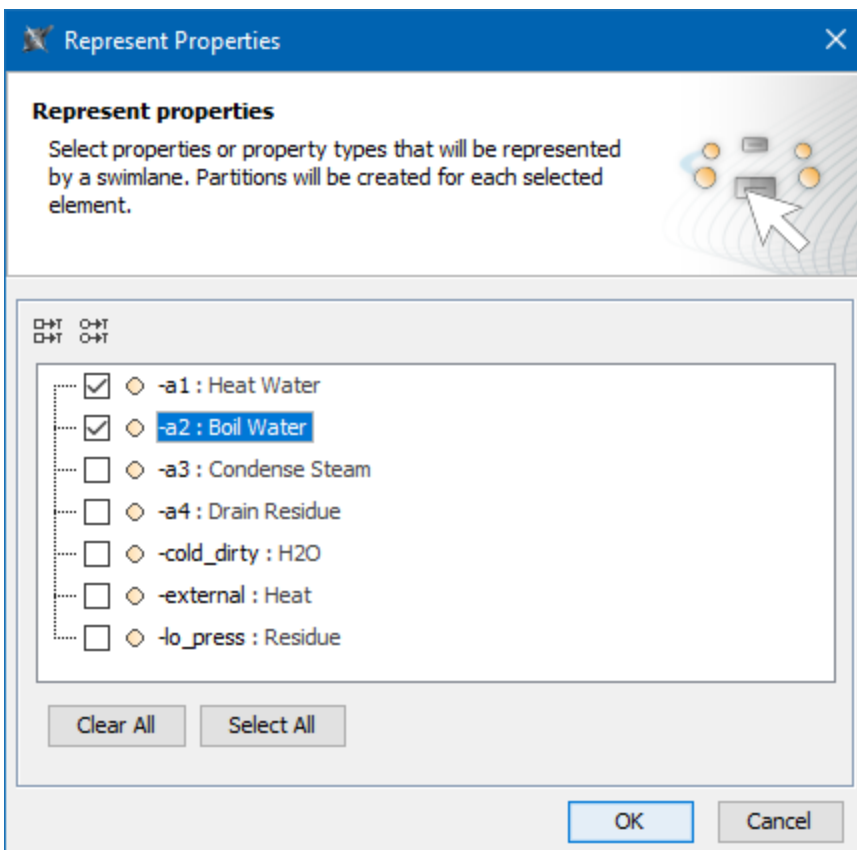 Represent Properties
Represent properties
Select properties or property types that will be represented
by a swimlane. Partitions will be created for each selected
element.
-a1 : Heat Water
-a2 : Boil Water
-a3 : Condense Steam
-a4 : Drain Residue
-cold_dirty : H2O
-external : Heat
-lo_press : Residue
Clear All
Select All
OK
Cancel